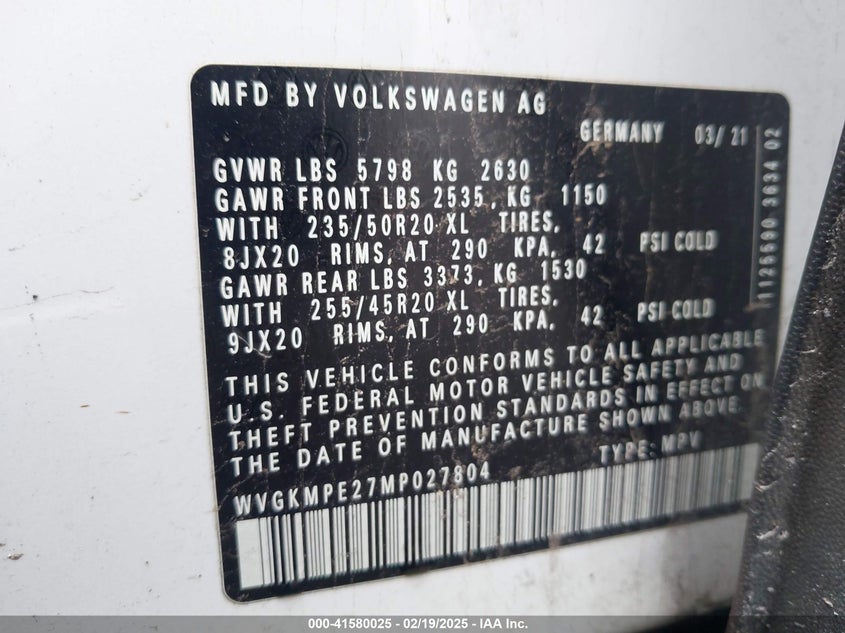 MFD BY VOLKSWAGEN AG
GERMANY 03/21
GVWR LBS 5798 KG 2630
GAWR FRONT LBS 2535, KG 1150
WITH 235/50R20 XL TIRES,
8JX20 RIMS, AT 290 KPA, 42 PSI COLD
GAWR REAR LBS 3373, KG 1530
WITH 255/45R20 XL TIRES,
9JX20 RIMS, AT 290 KPA, 42 PSI COLD
THIS VEHICLE CONFORMS TO ALL APPLICABLE
U.S. FEDERAL MOTOR VEHICLE SAFETY AND
THEFT PREVENTION STANDARDS IN EFFECT ON
THE DATE OF MANUFACTURE SHOWN ABOVE.
TYPE: MPV
WVGKMPE27MP027804
3634 02
000-41580025 - 02/19/2025 - IAA Inc.